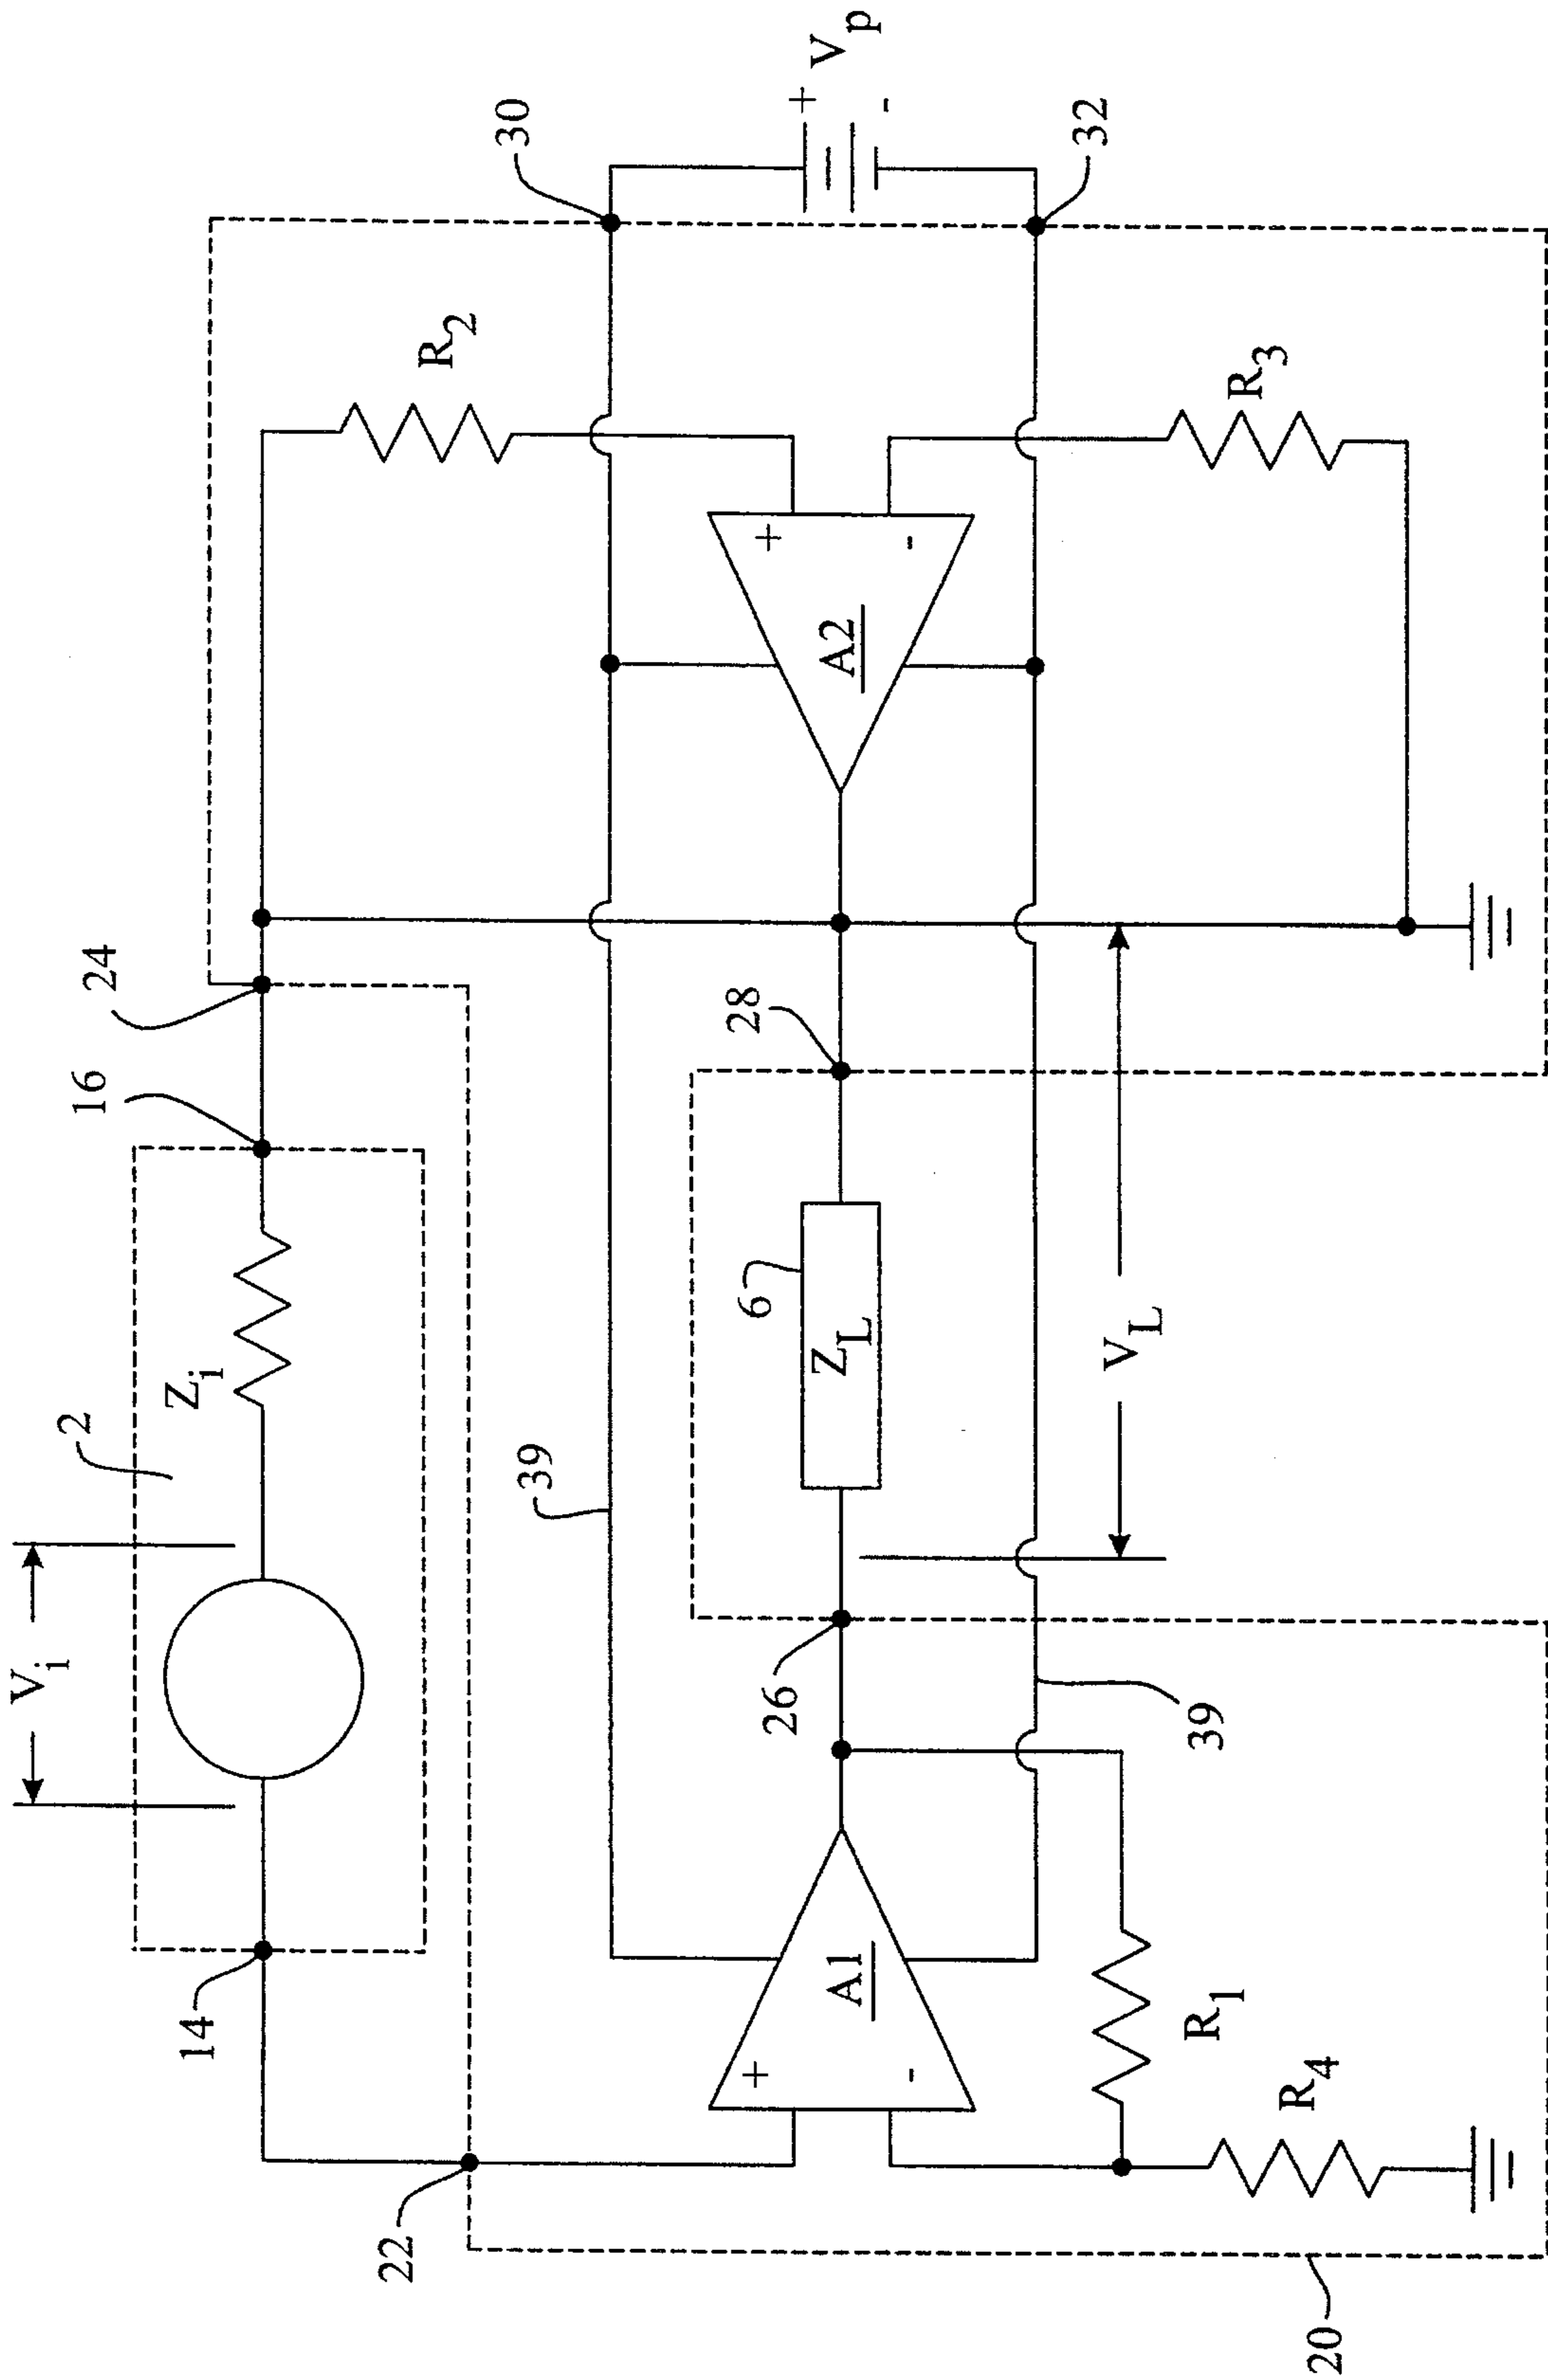 V_i
2
Z_i
14
16
24
22
39
30
R_2
+
V_p
-
+
A1
-
26
6
Z_L
28
A2
+
-
32
V_L
39
R_1
R_4
R_3
20